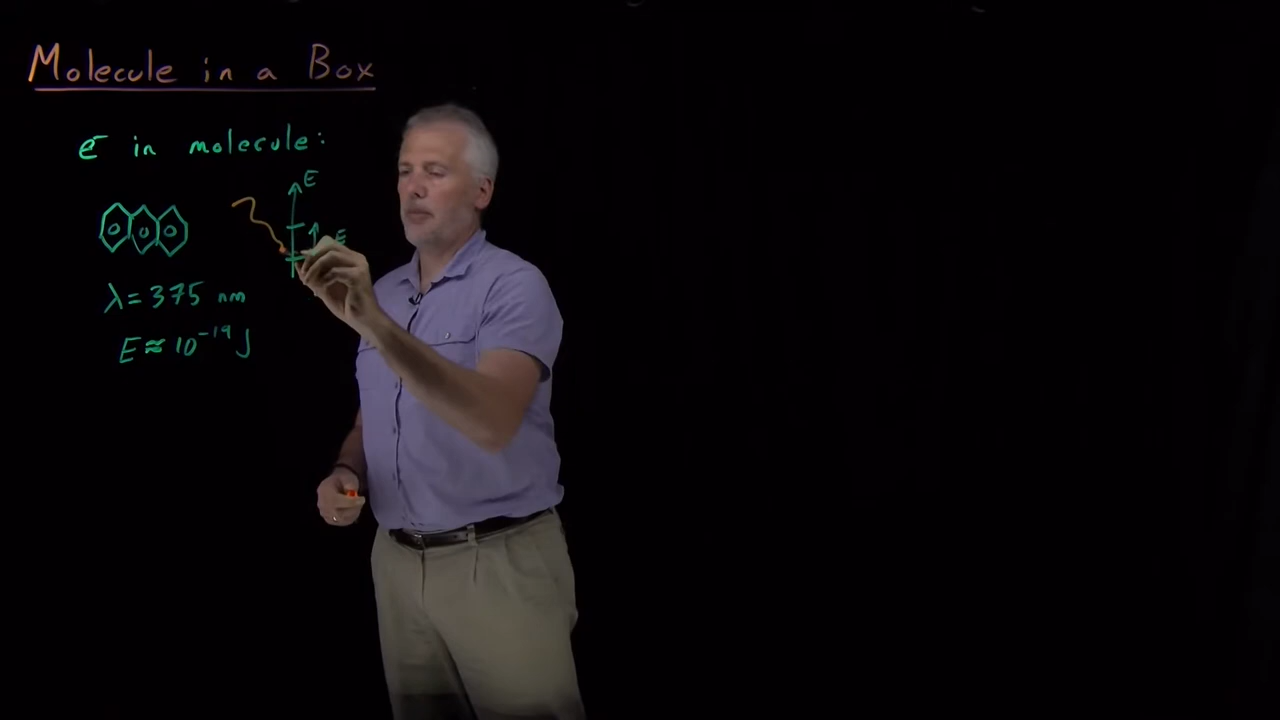 Molecule in a Box
e⁻ in molecule:
E
E
λ = 375 nm
E ≈ 10⁻¹⁹ J